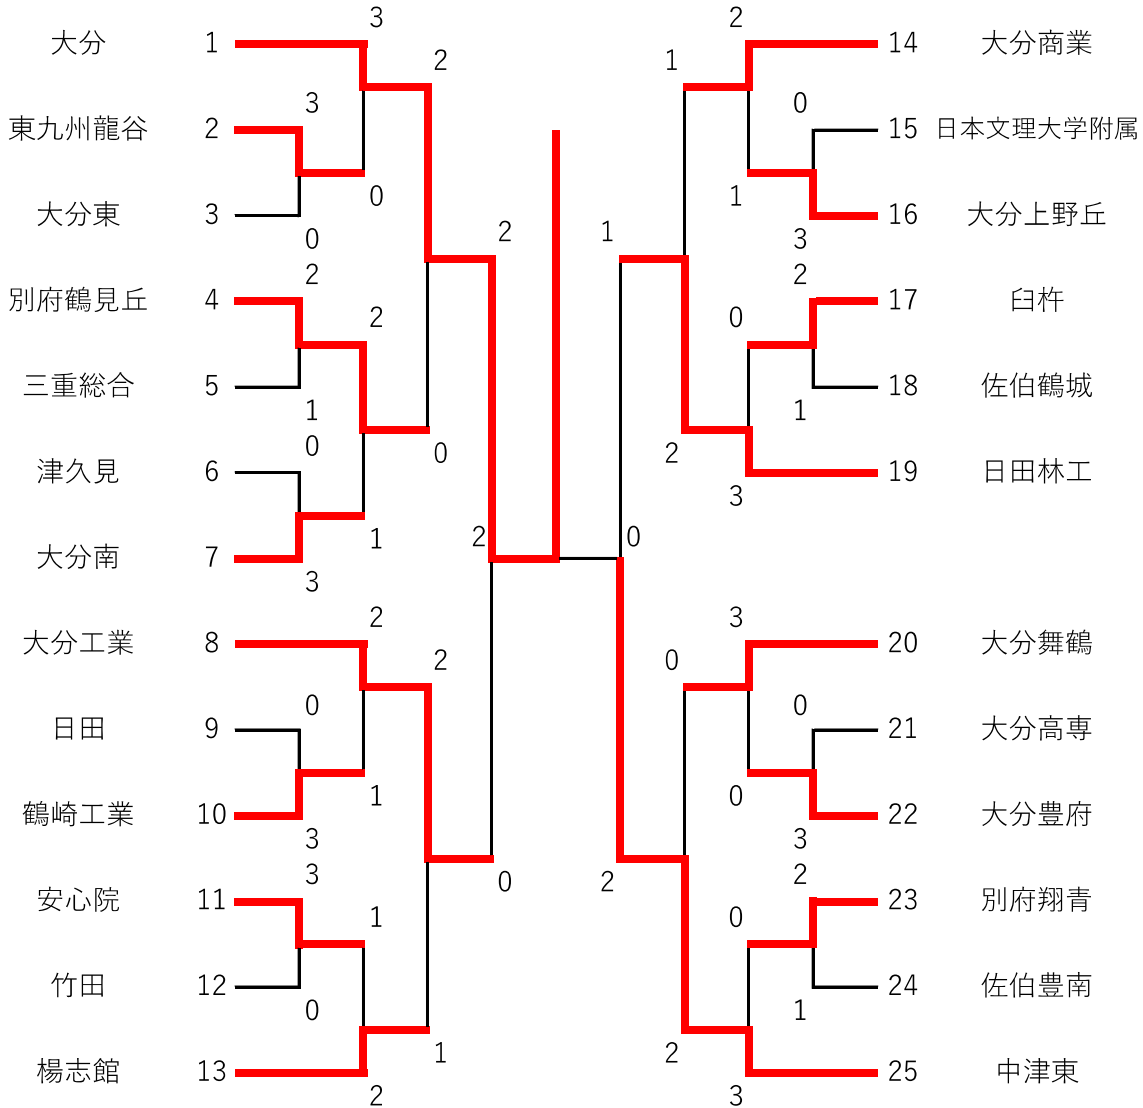 3
2
大分
1
14
大分商業
2
1
3
0
東九州龍谷
2
15
日本文理大学附属
0
1
大分東
3
16
大分上野丘
2
1
0
3
2
2
別府鶴見丘
4
17
臼杵
2
0
三重総合
5
18
佐伯鶴城
1
1
0
0
2
津久見
6
19
日田林工
3
2
0
1
大分南
7
3
2
3
大分工業
8
20
大分舞鶴
2
0
0
0
日田
9
21
大分高専
1
0
鶴崎工業
10
22
大分豊府
3
3
3
2
0
2
安心院
11
23
別府翔青
1
0
竹田
12
24
佐伯豊南
0
1
1
2
楊志館
13
25
中津東
2
3